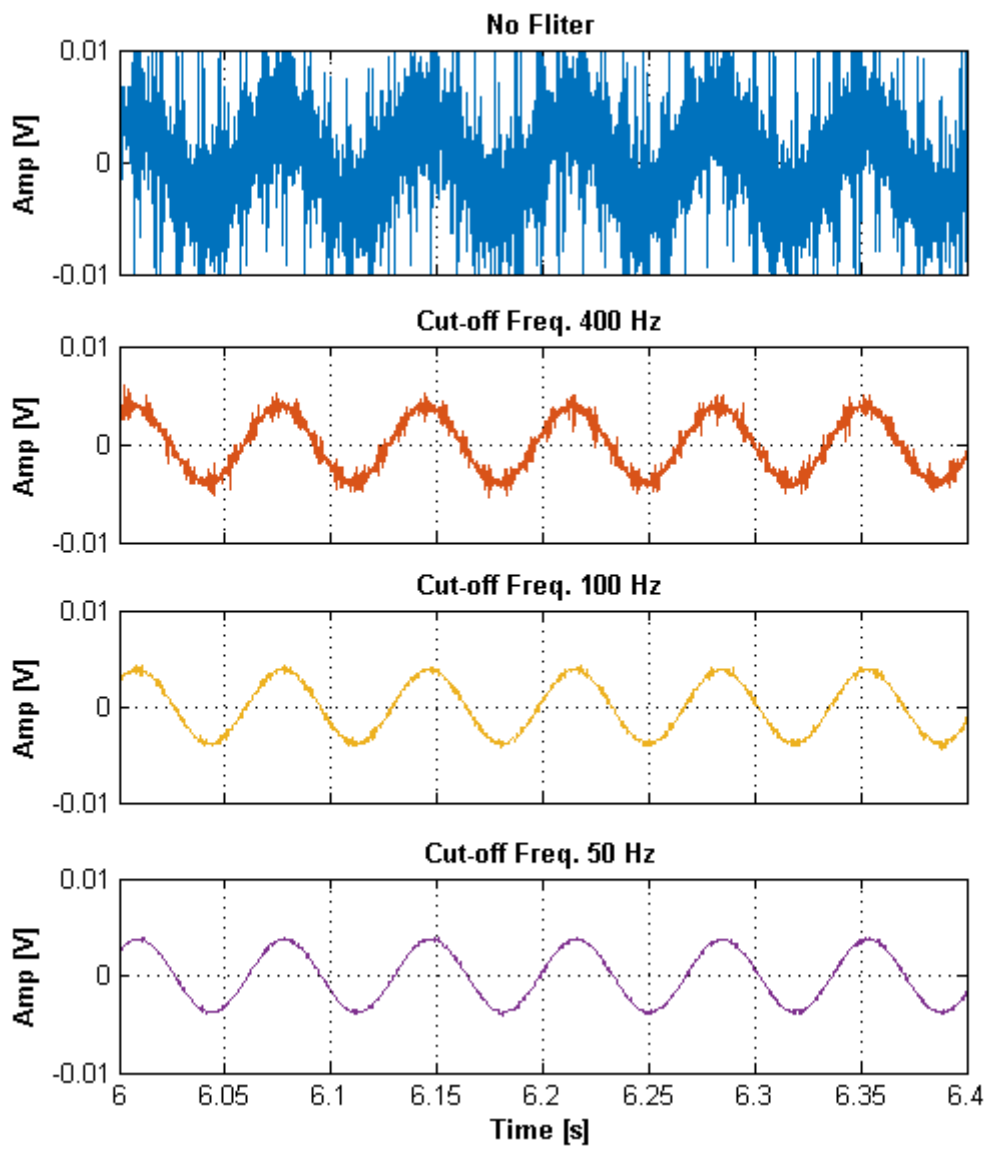 No Fliter
0.01
0
-0.01
Amp [V]
Cut-off Freq. 400 Hz
0.01
0
-0.01
Amp [V]
Cut-off Freq. 100 Hz
0.01
0
-0.01
Amp [V]
Cut-off Freq. 50 Hz
0.01
0
-0.01
Amp [V]
6 6.05 6.1 6.15 6.2 6.25 6.3 6.35 6.4
Time [s]